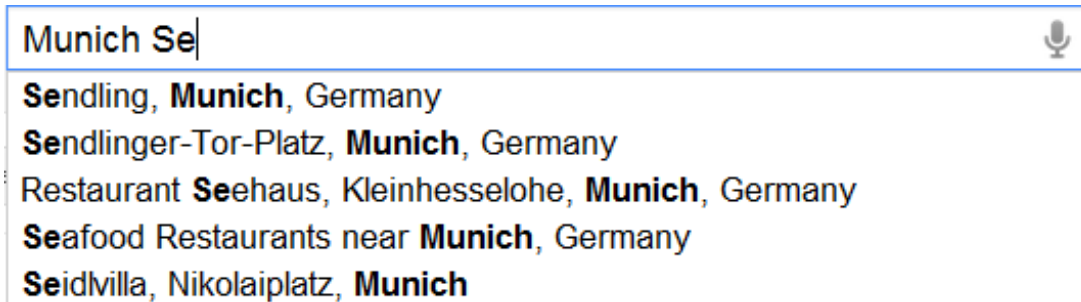 Munich Se
Sendling, Munich, Germany
Sendlinger-Tor-Platz, Munich, Germany
Restaurant Seehaus, Kleinhesselohe, Munich, Germany
Seafood Restaurants near Munich, Germany
Seidlvilla, Nikolaiplatz, Munich